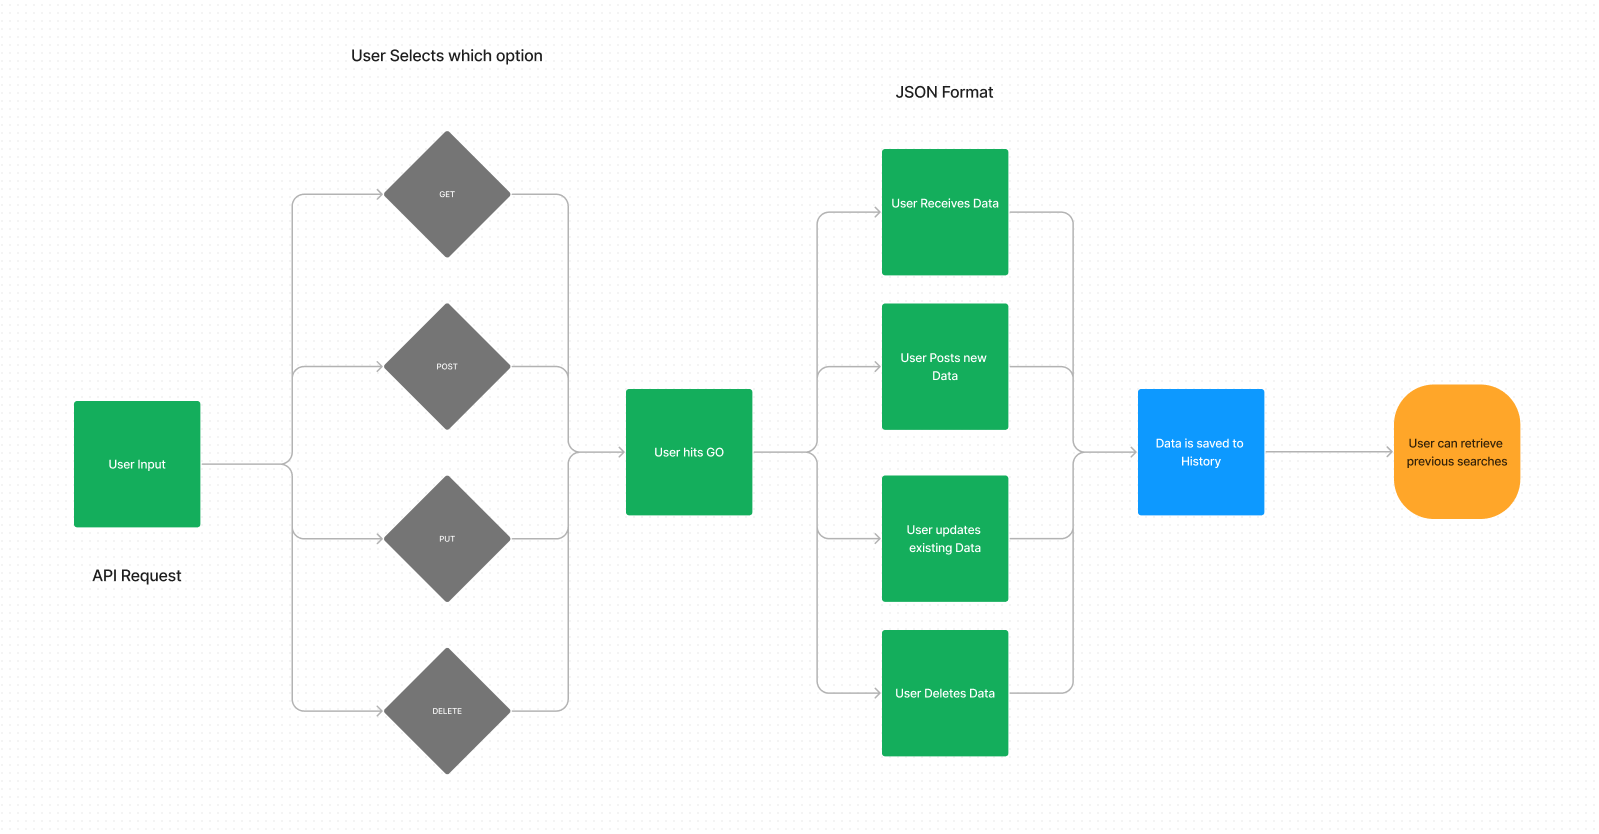 User Selects which option
JSON Format
GET
POST
PUT
DELETE
User Input
API Request
User hits GO
User Receives Data
User Posts new
Data
User updates
existing Data
User Deletes Data
Data is saved to
History
User can retrieve
previous searches